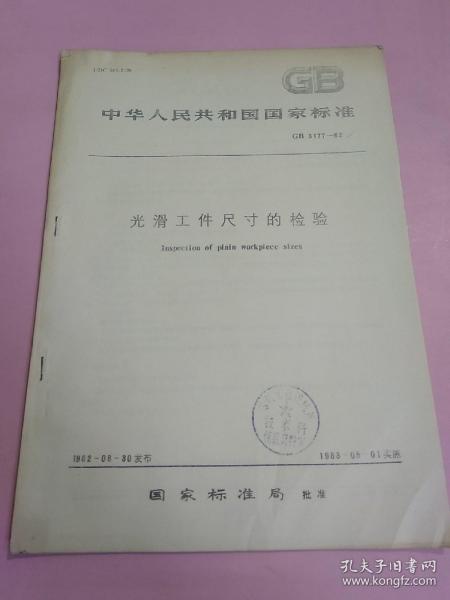 GB
中华人民共和国国家标准
GB 3177-82
光滑工件尺寸的检验
Inspection of plain workpiece sizes
1982-08-30发布
1983-05-01实施
国家标准局 批准
孔夫子旧书网
www.kongfz.com